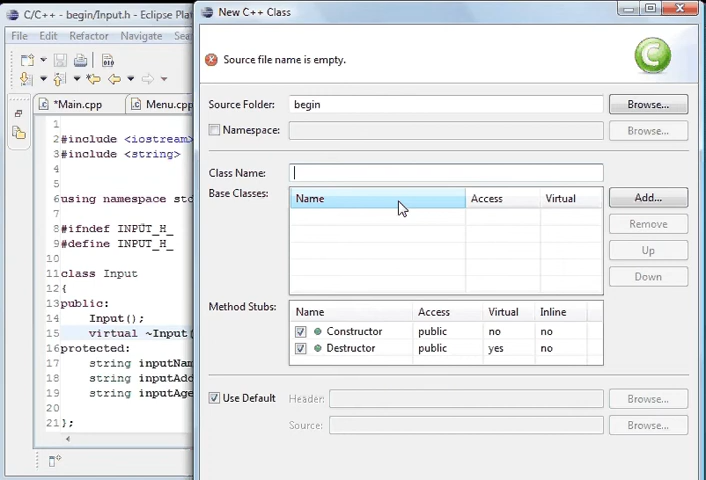 C/C++ - begin/Input.h - Eclipse Plat
File Edit Refactor Navigate Sear
*Main.cpp
Menu.cpp
1
2 #include <iostream>
3 #include <string>
4
5
6 using namespace std
7
8 #ifndef INPUT_H_
9 #define INPUT_H_
10
11 class Input
12 {
13 public:
14 Input();
15 virtual ~Input(
16 protected:
17 string inputNam
18 string inputAdd
19 string inputAge
20
21 };
New C++ Class
Source file name is empty.
C
Source Folder: begin Browse...
Namespace: Browse...
Class Name:
Base Classes: Name Access Virtual Add...
Remove
Up
Down
Method Stubs: Name Access Virtual Inline
Constructor public no no
Destructor public yes no
Use Default Header: Browse...
Source: Browse...